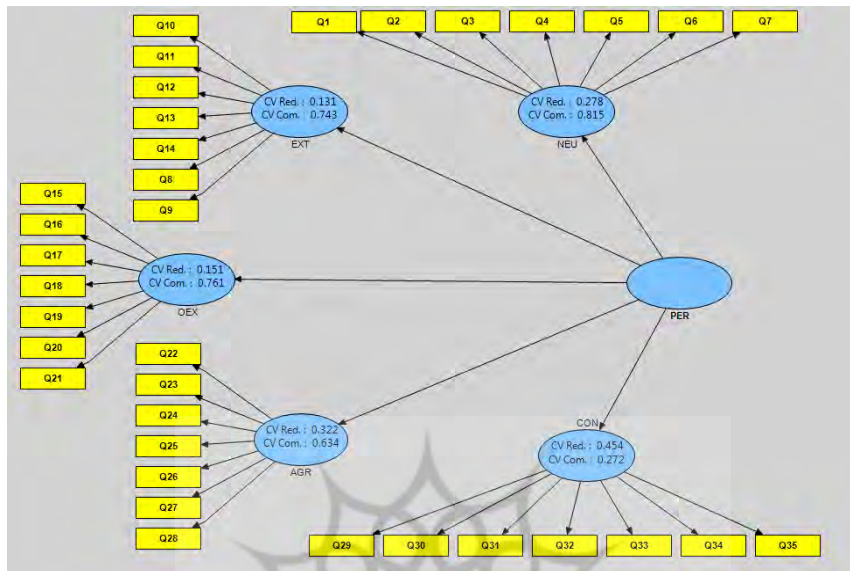 Q10
Q11
Q12
Q13
Q14
Q8
Q9
CV Red. : 0.131
CV Com. : 0.743
EXT
Q1
Q2
Q3
Q4
Q5
Q6
Q7
CV Red. : 0.278
CV Com. : 0.815
NEU
Q15
Q16
Q17
Q18
Q19
Q20
Q21
CV Red. : 0.151
CV Com. : 0.761
OEX
PER
Q22
Q23
Q24
Q25
Q26
Q27
Q28
CV Red. : 0.322
CV Com. : 0.634
AGR
CON
CV Red. : 0.454
CV Com. : 0.272
Q29
Q30
Q31
Q32
Q33
Q34
Q35